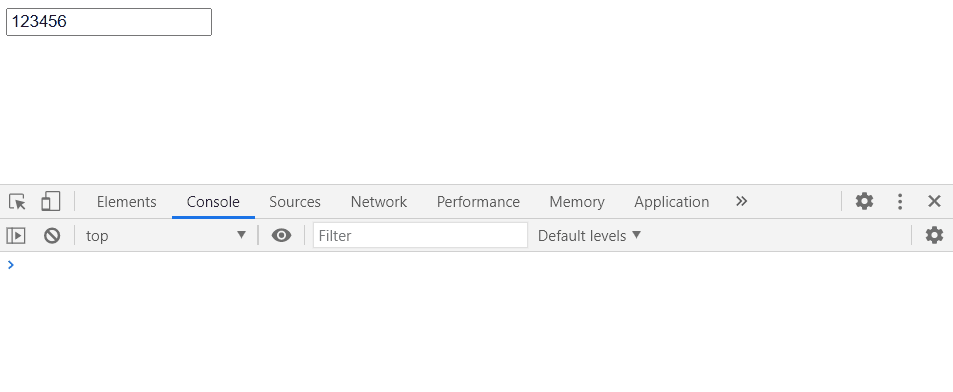 123456
Elements Console Sources Network Performance Memory Application
top Filter Default levels